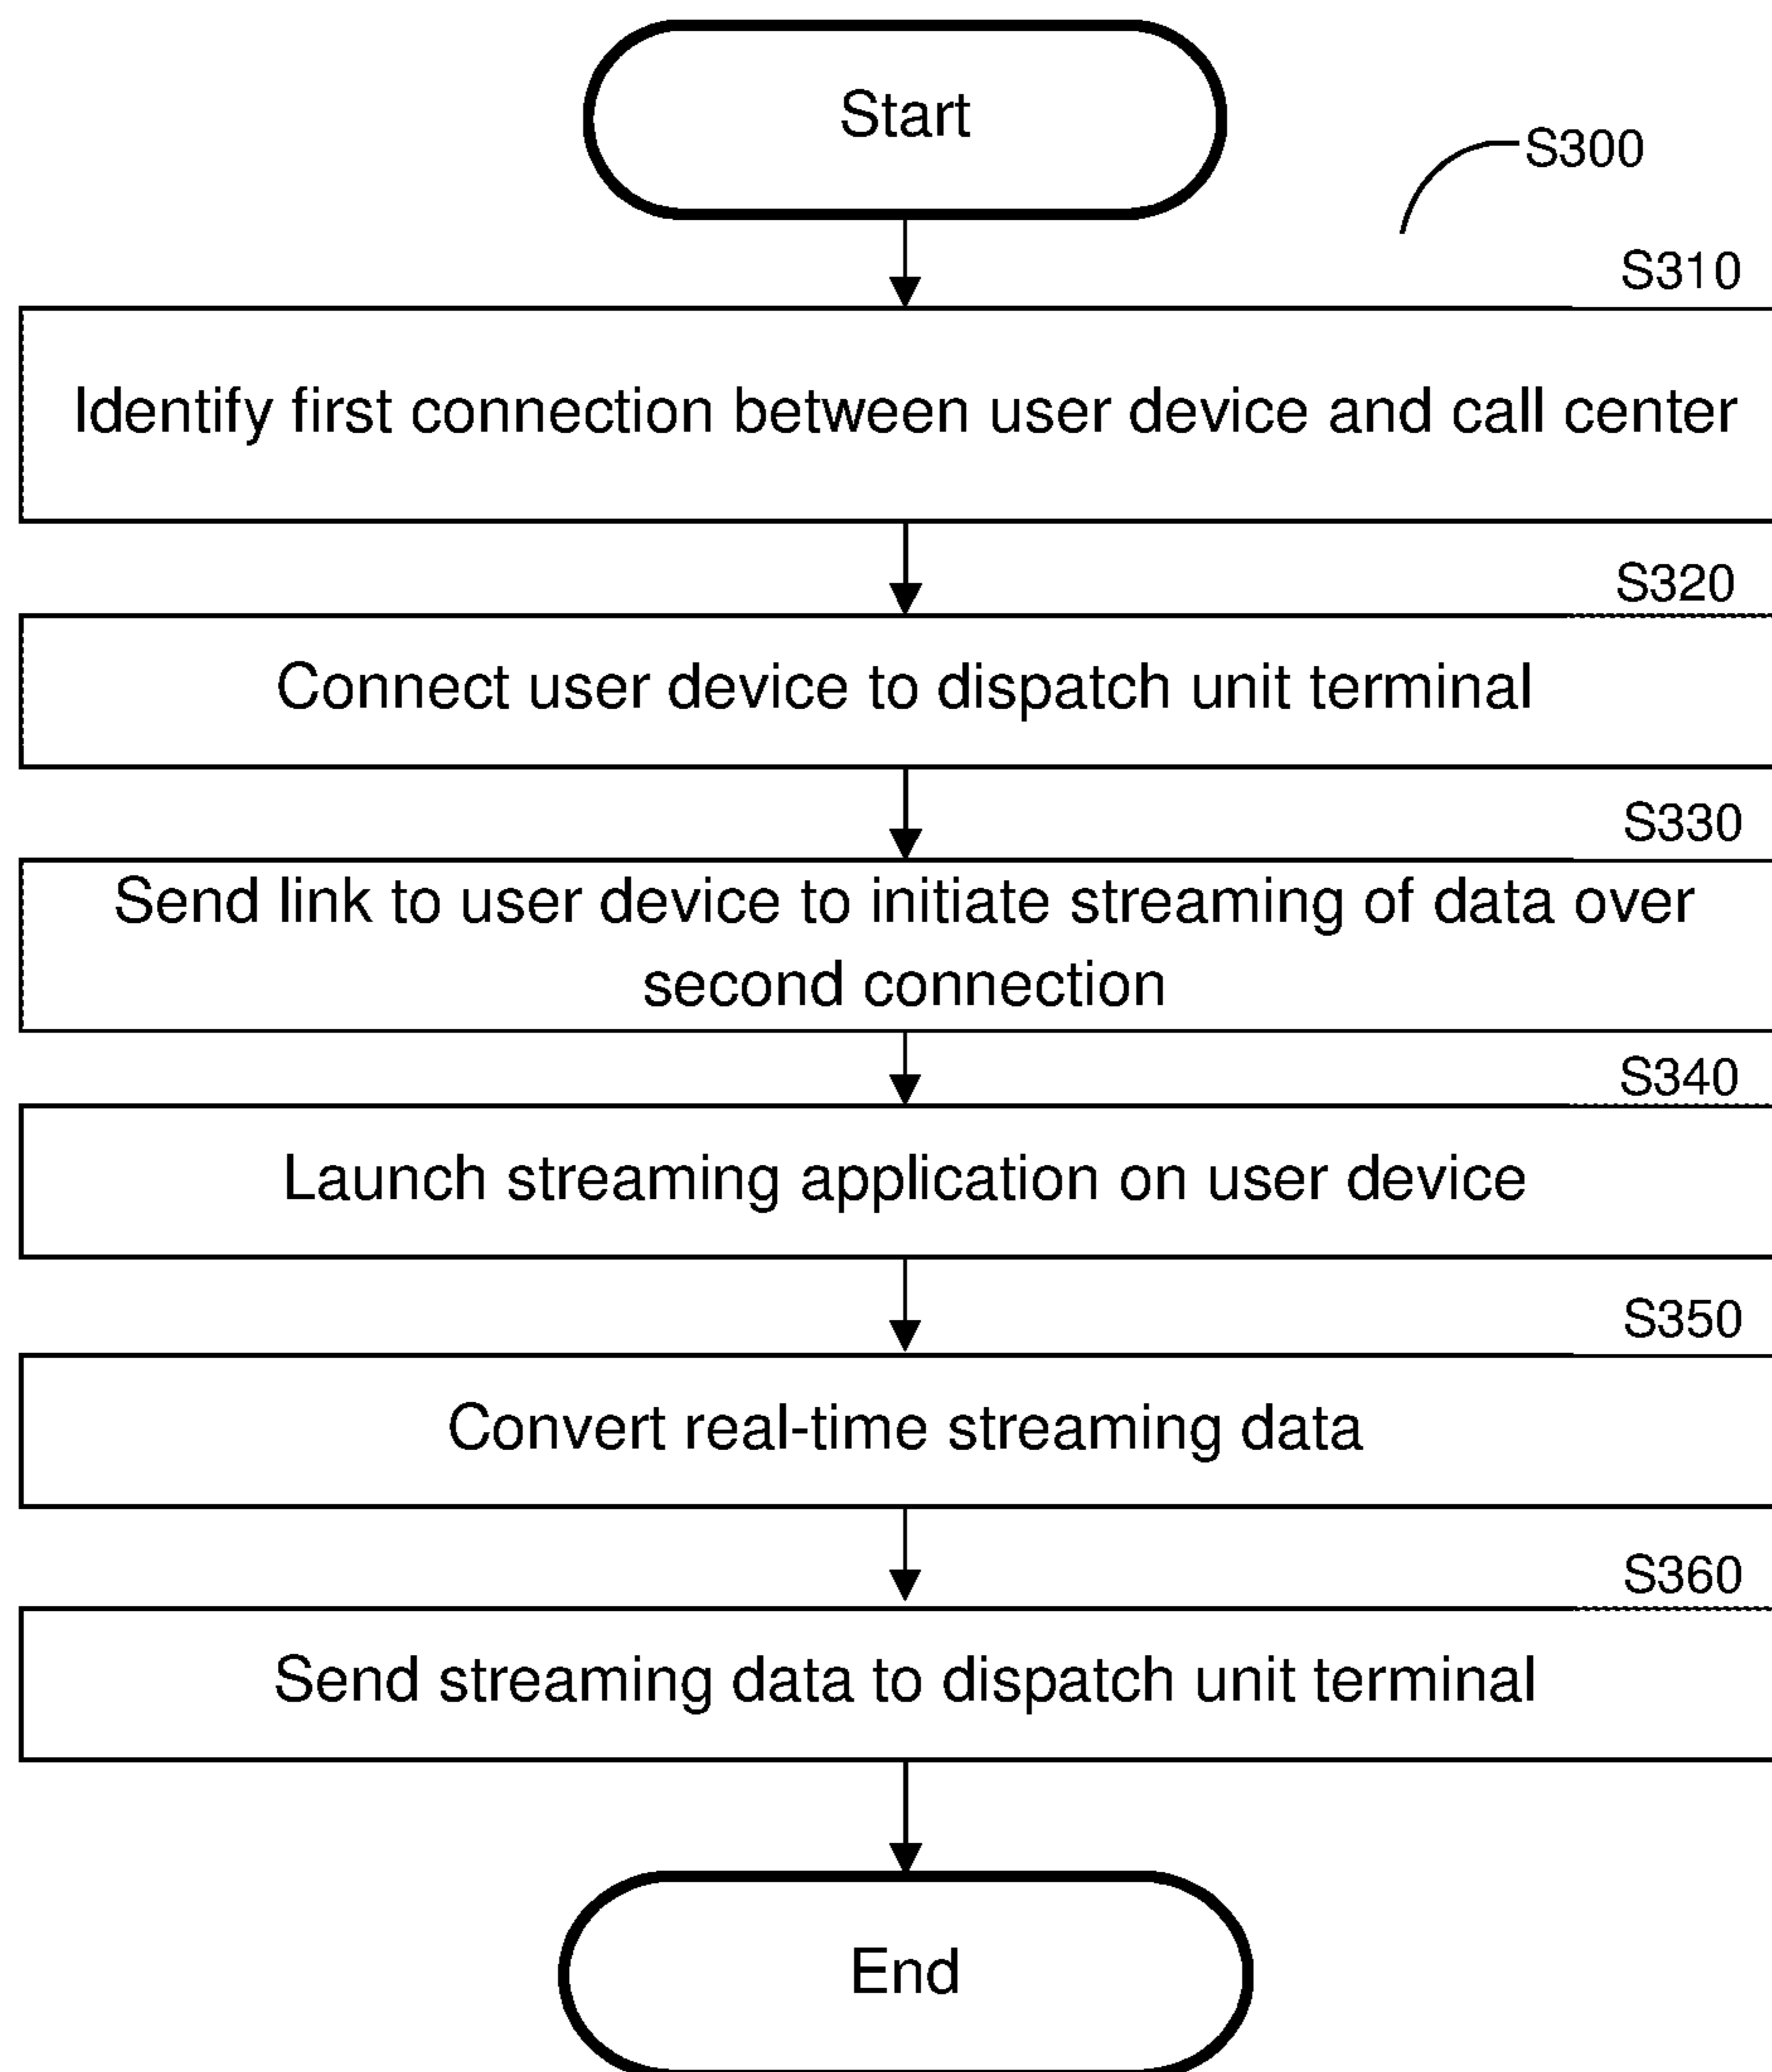 Start
S300
S310
Identify first connection between user device and call center
S320
Connect user device to dispatch unit terminal
S330
Send link to user device to initiate streaming of data over
second connection
S340
Launch streaming application on user device
S350
Convert real-time streaming data
S360
Send streaming data to dispatch unit terminal
End